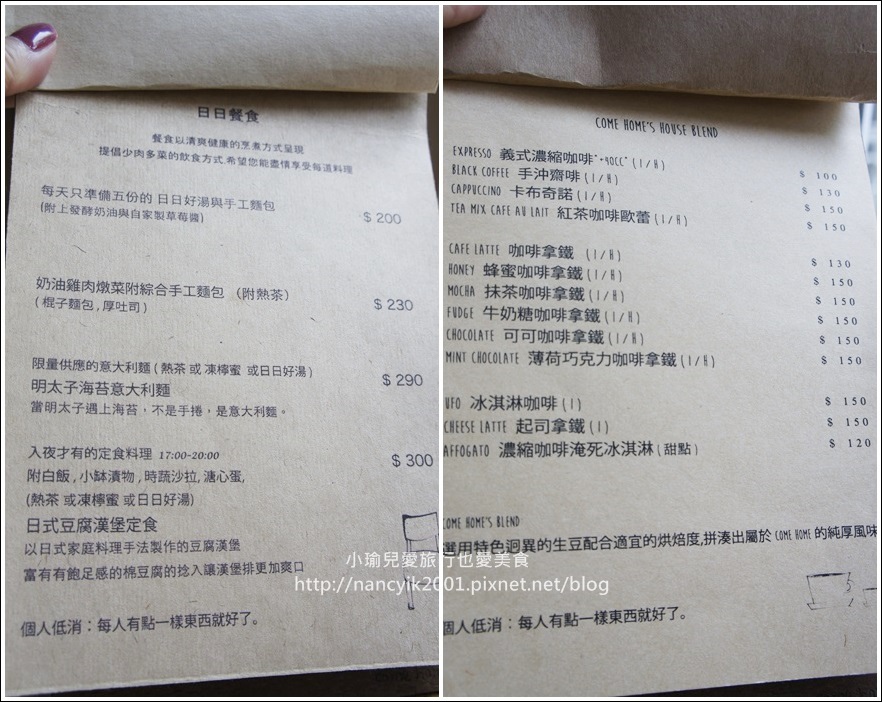 日日餐食
餐食以清爽健康的烹煮方式呈現
提倡少肉多菜的飲食方式.希望您能盡情享受每道料理
每天只準備五份的 日日好湯與手工麵包
(附上發酵奶油與自家製草莓醬)
$ 200
奶油雞肉燉菜附綜合手工麵包 (附熱茶)
( 棍子麵包 , 厚吐司 )
$ 230
限量供應的意大利麵 ( 熱茶 或 凍檸蜜 或日日好湯 )
明太子海苔意大利麵
$ 290
當明太子遇上海苔，不是手捲，是意大利麵。
入夜才有的定食料理 17:00-20:00
$ 300
附白飯 , 小缽漬物 , 時蔬沙拉, 溏心蛋,
(熱茶 或凍檸蜜 或日日好湯)
日式豆腐漢堡定食
以日式家庭料理手法製作的豆腐漢堡
富有有飽足感的棉豆腐的捻入讓漢堡排更加爽口
個人低消：每人有點一樣東西就好了。
COME HOME'S HOUSE BLEND
EXPRESSO 義式濃縮咖啡"+40CC" (I/H)
BLACK COFFEE 手沖齋啡 (I/H) $ 100
CAPPUCCINO 卡布奇諾 (I/H) $ 130
TEA MIX CAFE AU LAIT 紅茶咖啡歐蕾 (I/H) $ 150
$ 150
CAFE LATTE 咖啡拿鐵 (I/H) $ 130
HONEY 蜂蜜咖啡拿鐵 (I/H) $ 150
MOCHA 抹茶咖啡拿鐵 (I/H) $ 150
FUDGE 牛奶糖咖啡拿鐵 (I/H) $ 150
CHOCOLATE 可可咖啡拿鐵 (I/H) $ 150
MINT CHOCOLATE 薄荷巧克力咖啡拿鐵 (I/H) $ 150
UFO 冰淇淋咖啡 (I) $ 150
CHEESE LATTE 起司拿鐵 (I) $ 150
AFFOGATO 濃縮咖啡淹死冰淇淋 ( 甜點 ) $ 120
COME HOME'S BLEND
選用特色迥異的生豆配合適宜的烘焙度,拼湊出屬於 COME HOME 的純厚風味
個人低消：每人有點一樣東西就好了。
小瑜兒愛旅行也愛美食
http://nancylk2001.pixnet.net/blog